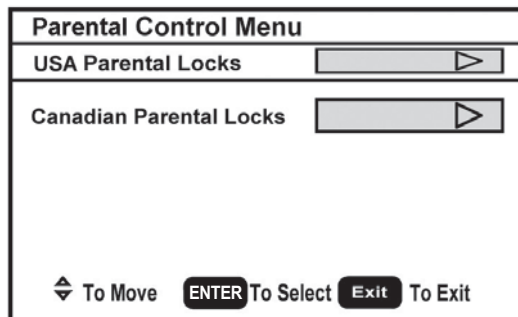 Parental Control Menu
USA Parental Locks
Canadian Parental Locks
To Move ENTER To Select Exit To Exit